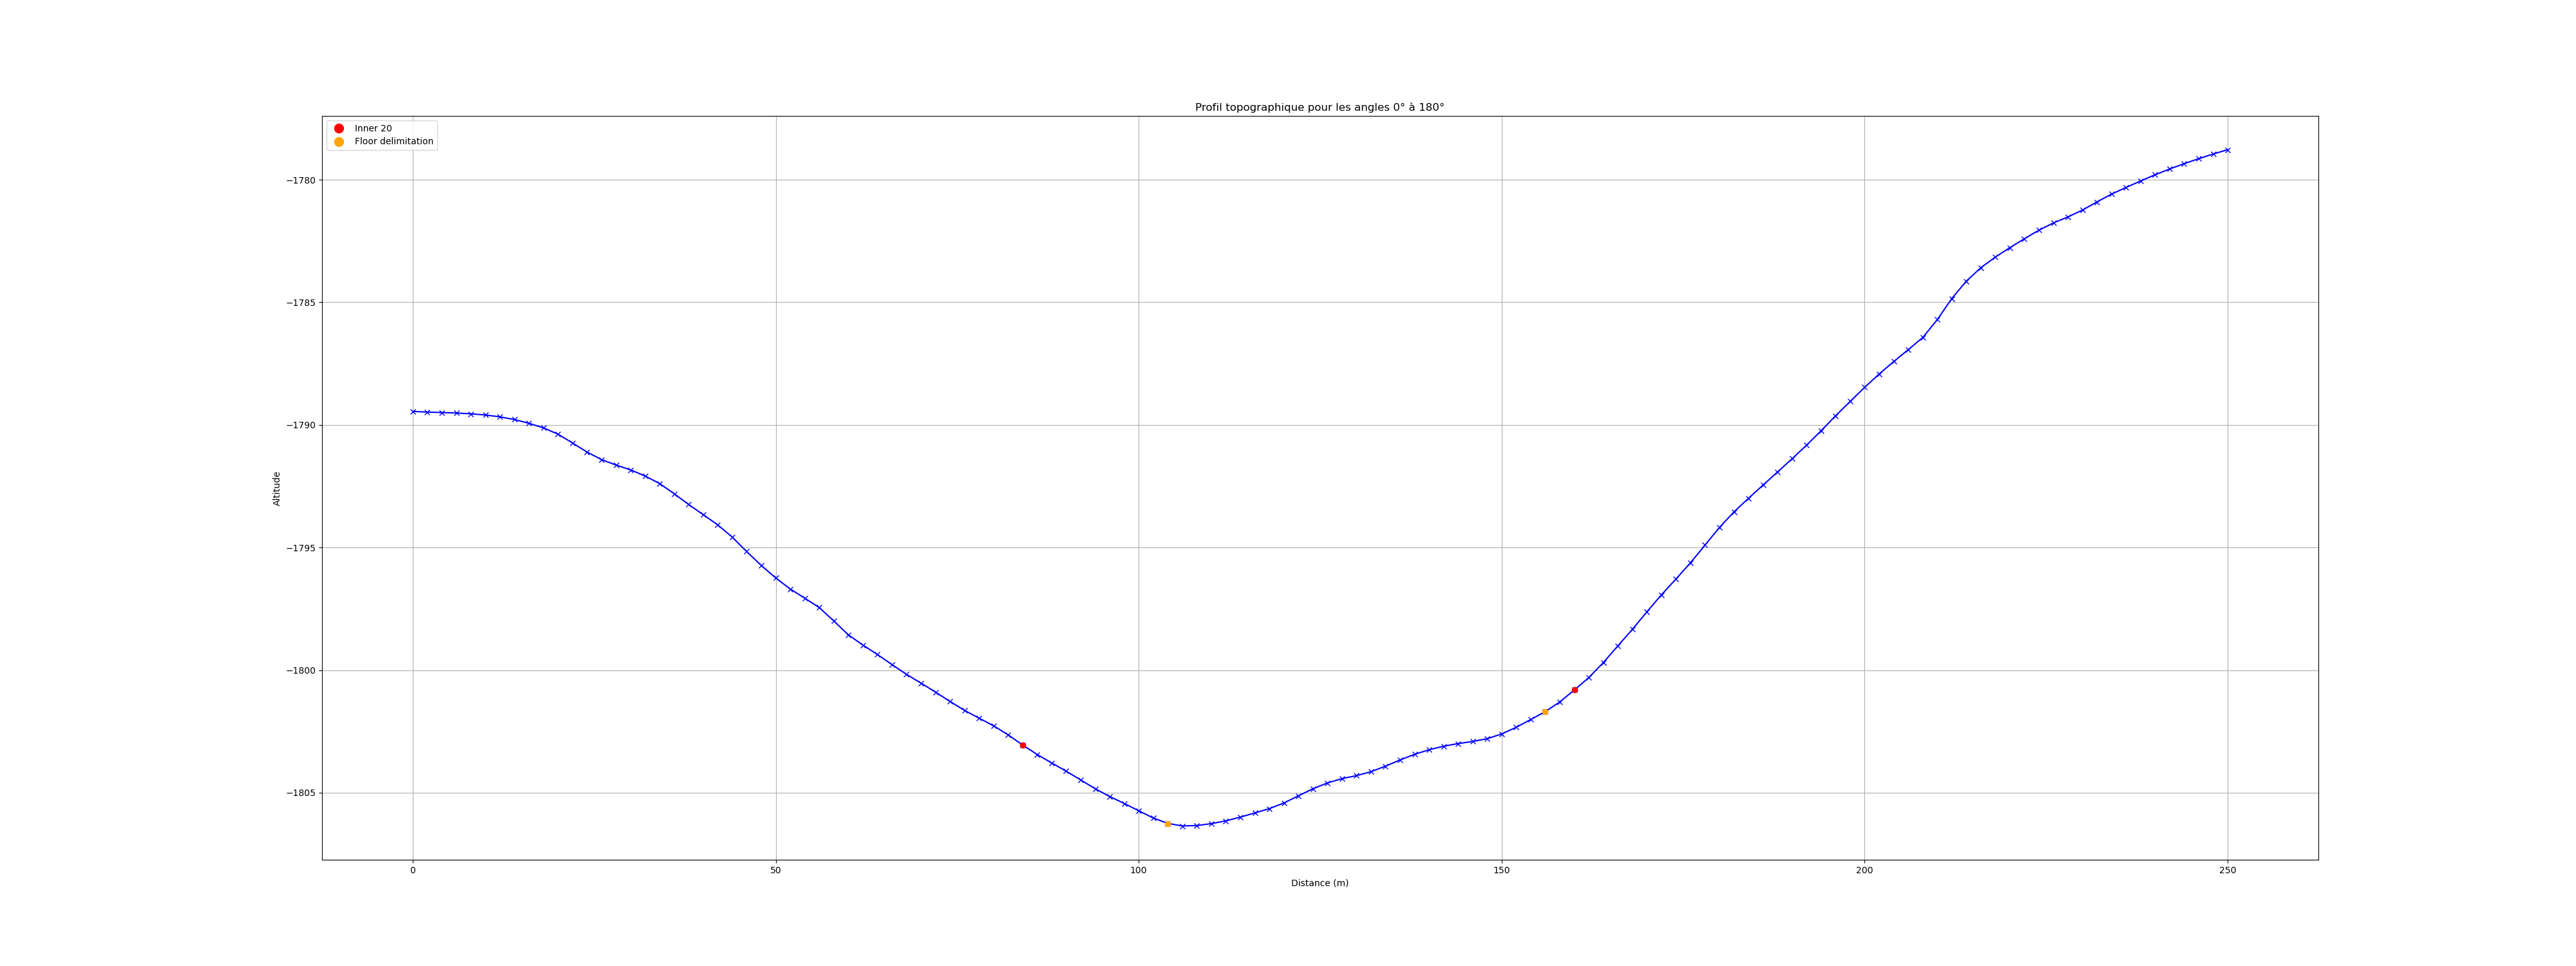 Profil topographique pour les angles 0° à 180°
Inner 20
Floor delimitation
−1780
−1785
−1790
−1795
−1800
−1805
Altitude
0 50 100 150 200 250
Distance (m)